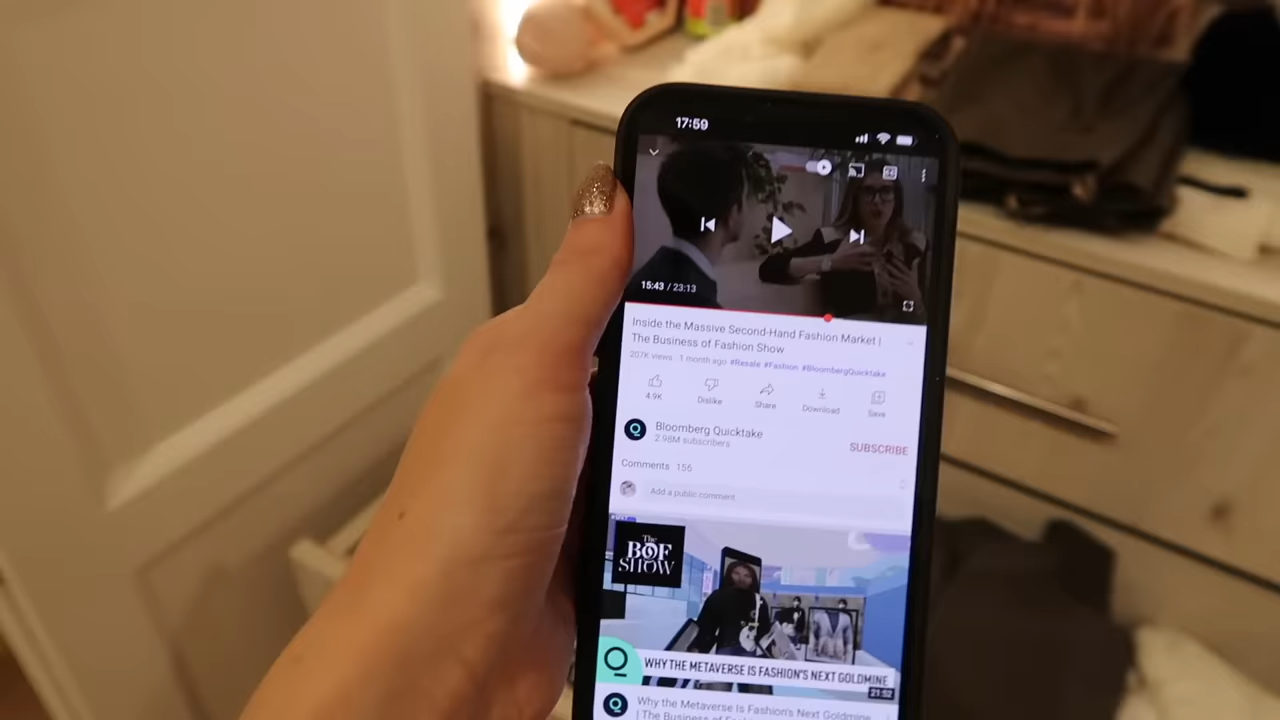 17:59
15:43 / 23:13
Inside the Massive Second-Hand Fashion Market |
The Business of Fashion Show
207K views · 1 month ago #Resale #Fashion #BloombergQuicktake
4.9K
Dislike
Share
Download
Save
Bloomberg Quicktake
2.98M subscribers
SUBSCRIBE
Comments 156
Add a public comment
The
BOF
SHOW
WHY THE METAVERSE IS FASHION'S NEXT GOLDMINE
21:52
Why the Metaverse Is Fashion's Next Goldmine
| The Business of